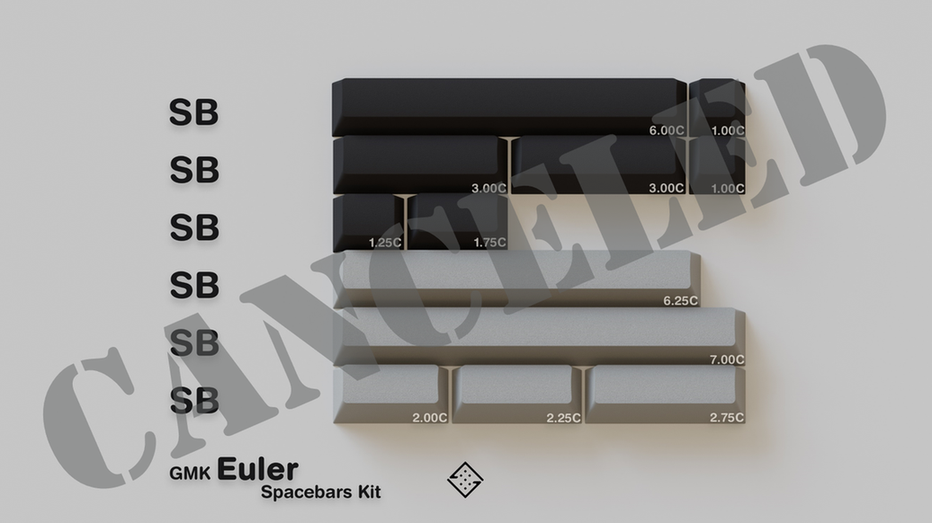 SB
6.00C 1.00C
SB
3.00C 3.00C 1.00C
SB
1.25C 1.75C
SB
6.25C
SB
7.00C
SB
2.00C 2.25C 2.75C
CANCELED
GMK Euler
Spacebars Kit